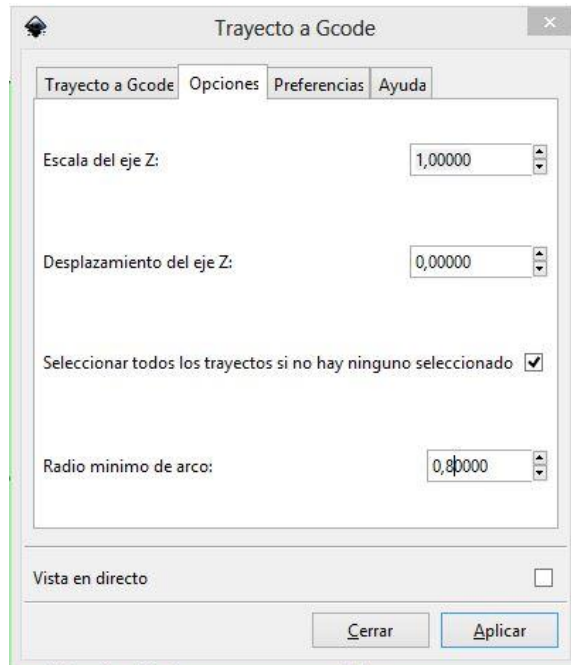 Trayecto a Gcode
Trayecto a Gcode Opciones Preferencias Ayuda
Escala del eje Z: 1,00000
Desplazamiento del eje Z: 0,00000
Seleccionar todos los trayectos si no hay ninguno seleccionado
Radio minimo de arco: 0,80000
Vista en directo
Cerrar Aplicar